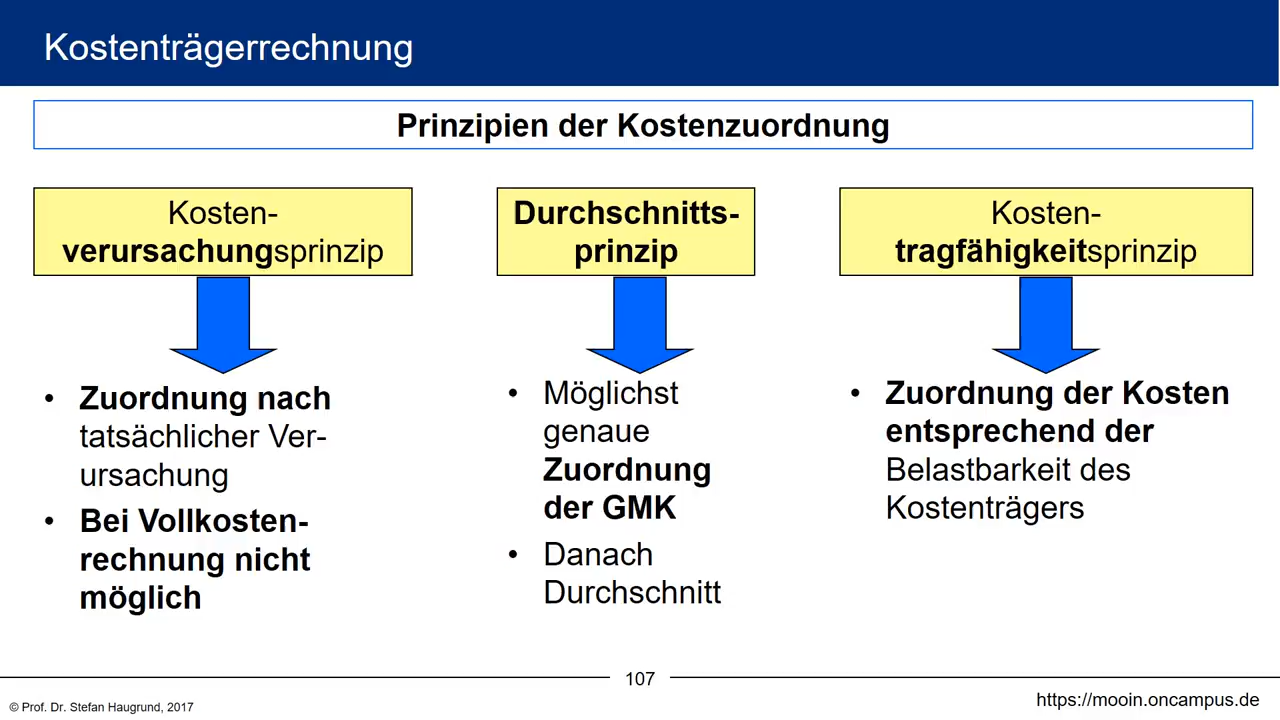 Kostenträgerrechnung
Prinzipien der Kostenzuordnung
Kosten-
verursachungsprinzip
• Zuordnung nach
tatsächlicher Ver-
ursachung
• Bei Vollkosten-
rechnung nicht
möglich
Durchschnitts-
prinzip
• Möglichst
genaue
Zuordnung
der GMK
• Danach
Durchschnitt
Kosten-
tragfähigkeitsprinzip
• Zuordnung der Kosten
entsprechend der
Belastbarkeit des
Kostenträgers
107
© Prof. Dr. Stefan Haugrund, 2017
https://mooin.oncampus.de